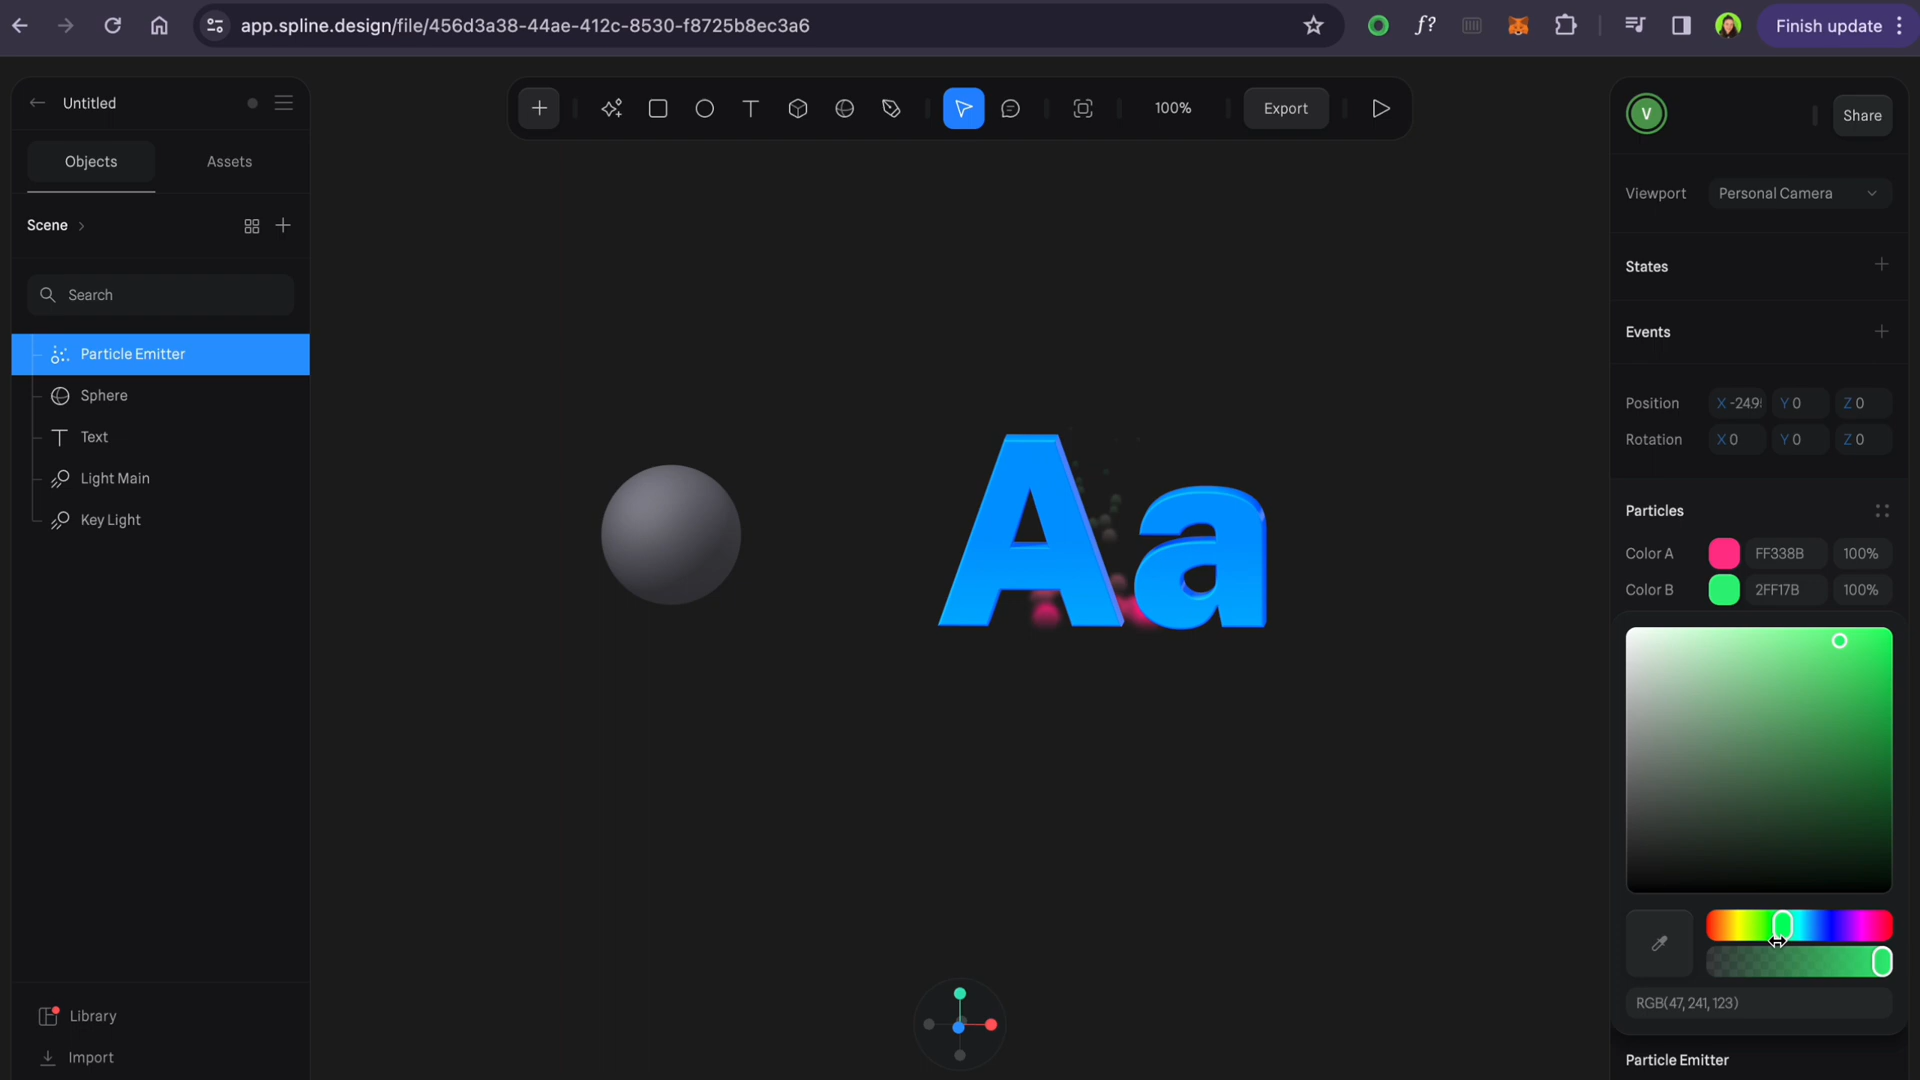 app.spline.design/file/456d3a38-44ae-412c-8530-f8725b8ec3a6
f?
Finish update
Untitled
100%
Export
V
Share
Objects
Assets
Viewport
Personal Camera
Scene
States
Search
Events
Particle Emitter
Sphere
Position
X -24.9
Y 0
Z 0
Text
Rotation
X 0
Y 0
Z 0
Light Main
Key Light
Particles
Aa
Color A
FF338B
100%
Color B
2FF17B
100%
RGB(47, 241, 123)
Library
Import
Particle Emitter